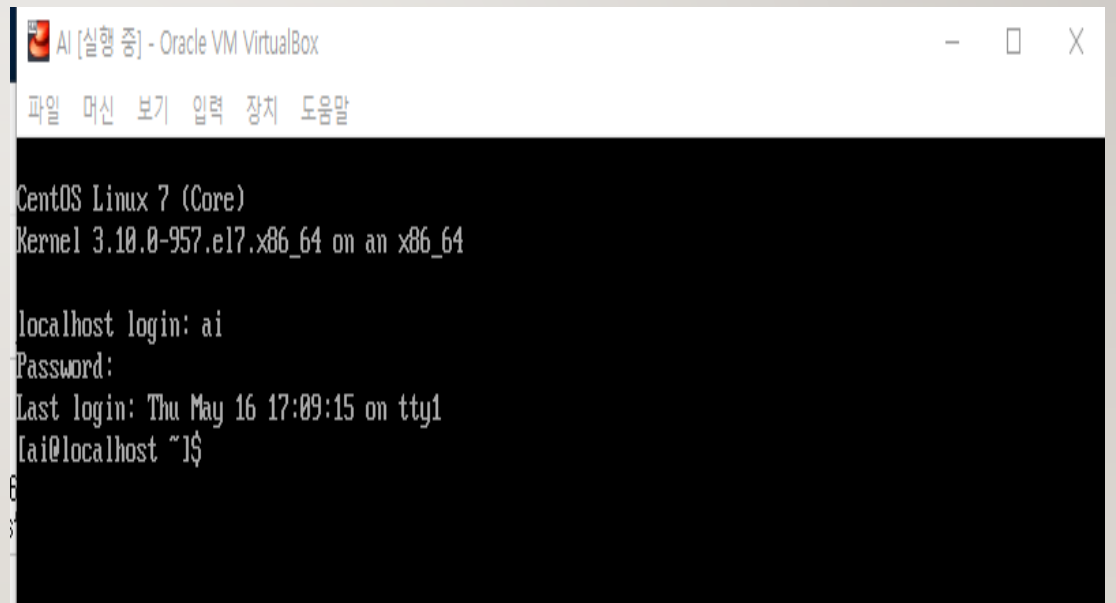 AI [실행 중] - Oracle VM VirtualBox
파일 머신 보기 입력 장치 도움말
CentOS Linux 7 (Core)
Kernel 3.10.0-957.el7.x86_64 on an x86_64
localhost login: ai
Password:
Last login: Thu May 16 17:09:15 on tty1
[ai@localhost ~]$